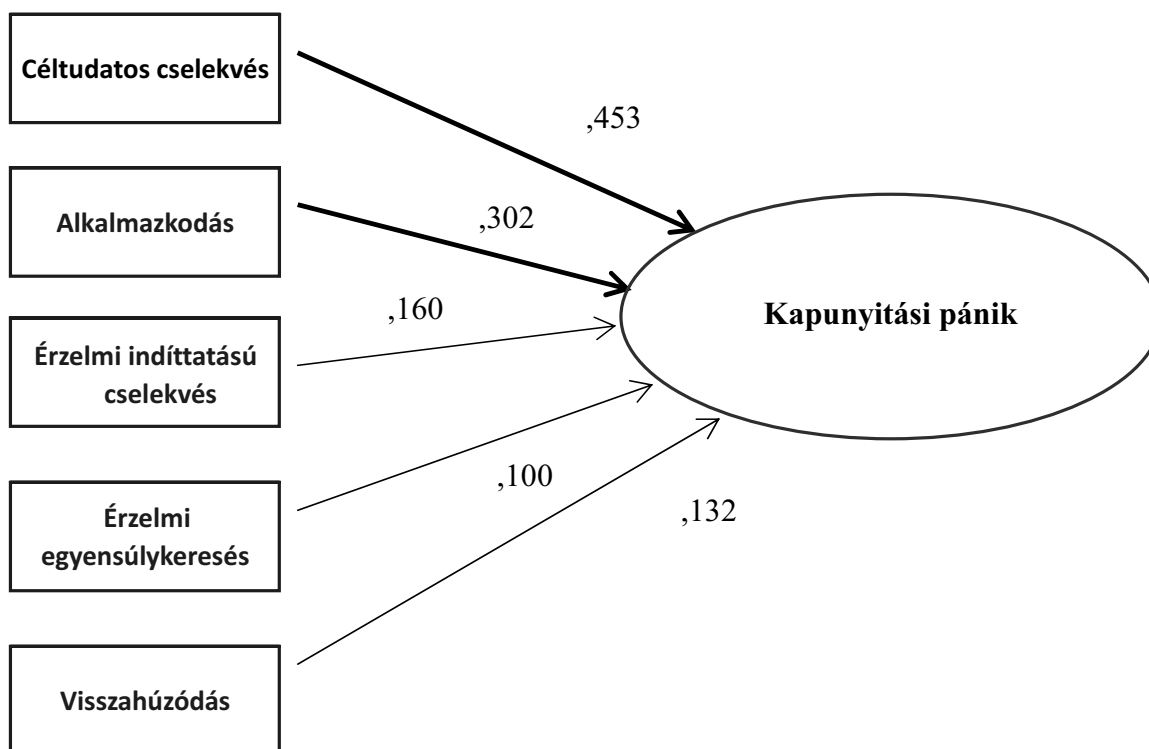 Céltudatos cselekvés
,453
Alkalmazkodás
,302
Kapunyitási pánik
,160
Érzelmi indíttatású
cselekvés
,100
,132
Érzelmi
egyensúlykeresés
Visszahúzódás